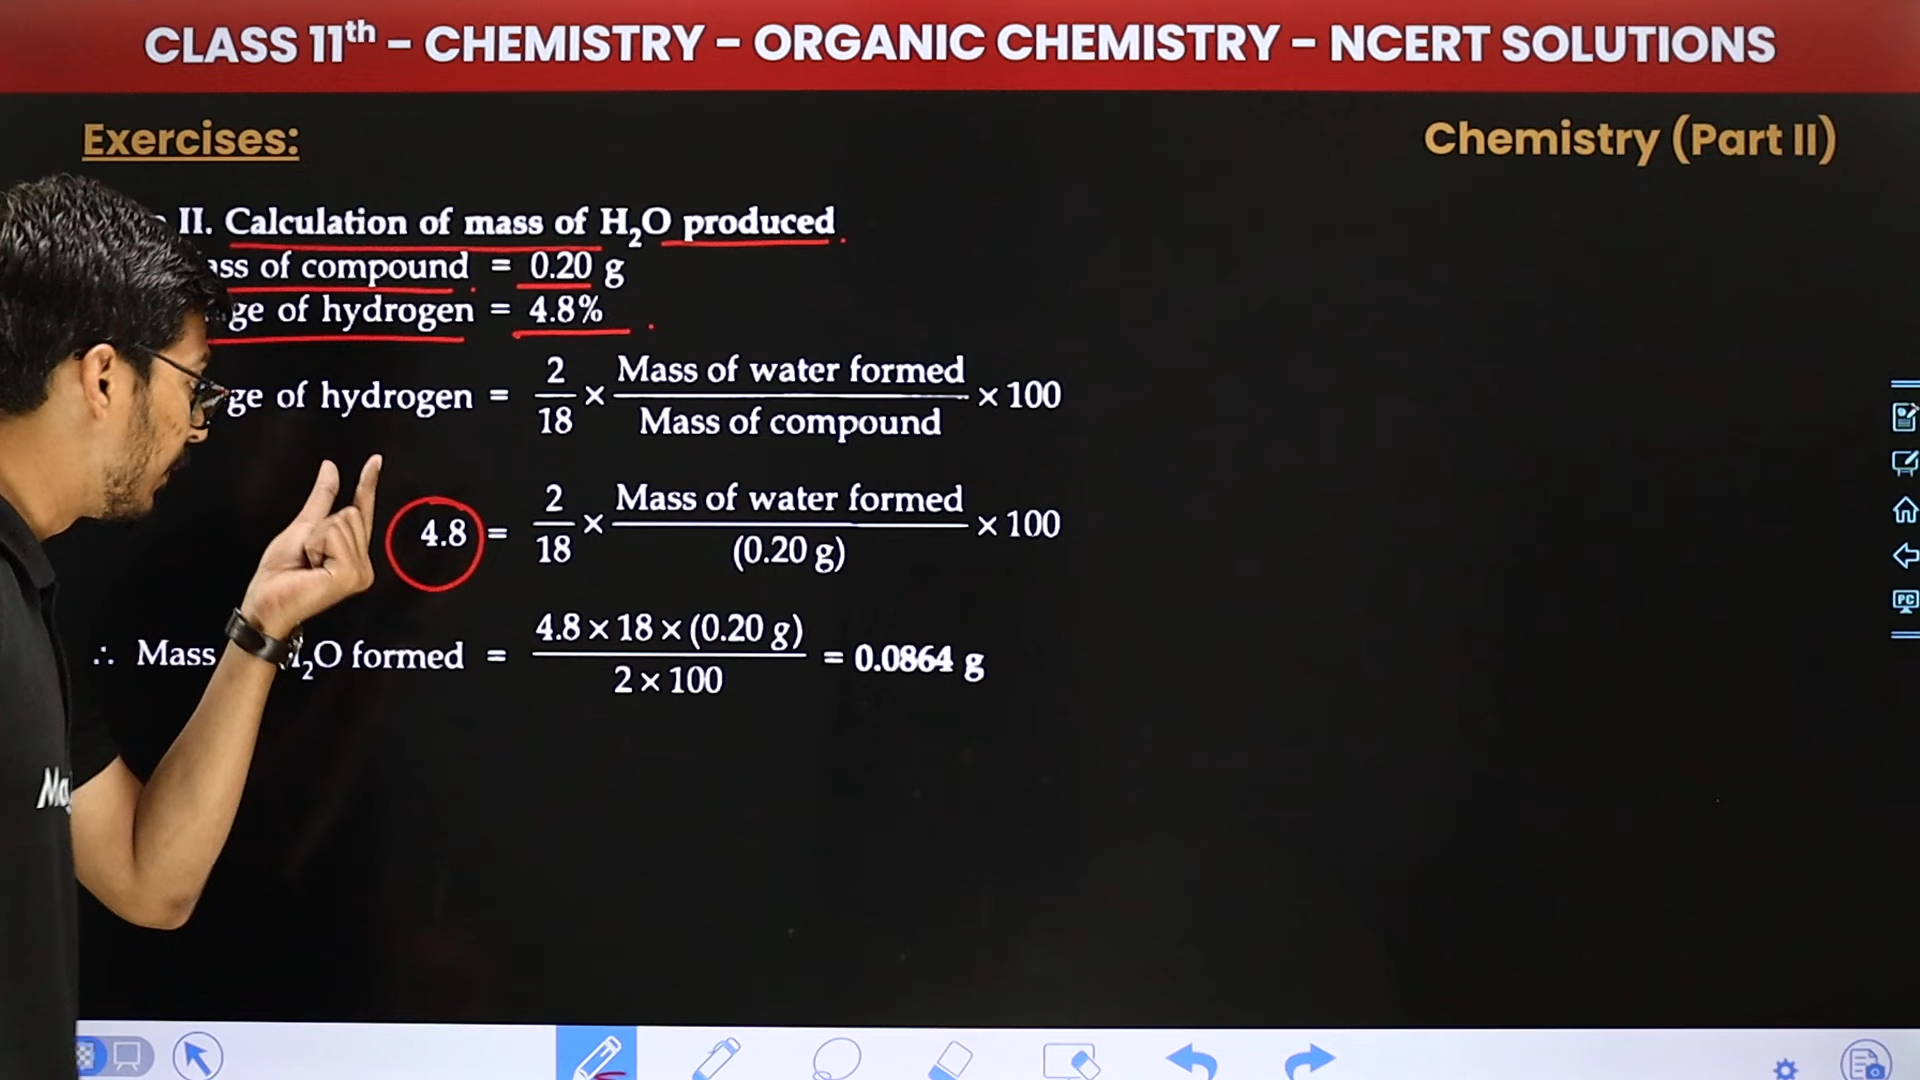 CLASS 11th – CHEMISTRY – ORGANIC CHEMISTRY – NCERT SOLUTIONS
Exercises:
Chemistry (Part II)
II. Calculation of mass of H₂O produced
of compound = 0.20 g
of hydrogen = 4.8%
of hydrogen = 2/18 × Mass of water formed/Mass of compound × 100
4.8 = 2/18 × Mass of water formed/(0.20 g) × 100
∴ Mass H₂O formed = 4.8 × 18 × (0.20 g)/2 × 100 = 0.0864 g
PC